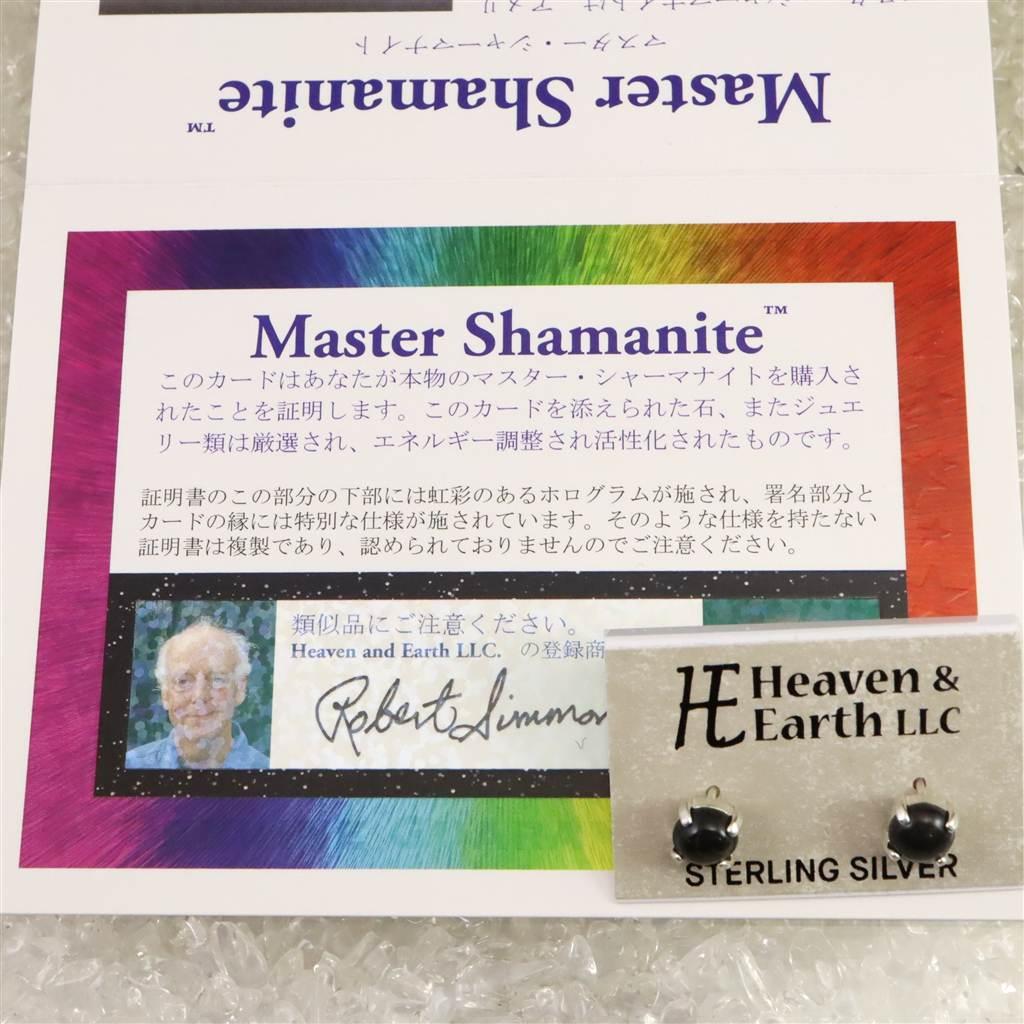 マスター・シャーマナイト
Master Shamanite™
Master Shamanite™
このカードはあなたが本物のマスター・シャーマナイトを購入さ
れたことを証明します。このカードを添えられた石、またジュエ
リー類は厳選され、エネルギー調整され活性化されたものです。
証明書のこの部分の下部には虹彩のあるホログラムが施され、署名部分と
カードの縁には特別な仕様が施されています。そのような仕様を持たない
証明書は複製であり、認められておりませんのでご注意ください。
類似品にご注意ください。
Heaven and Earth LLC. の登録商
Robert Simmon
HE Heaven &
Earth LLC
STERLING SILVER